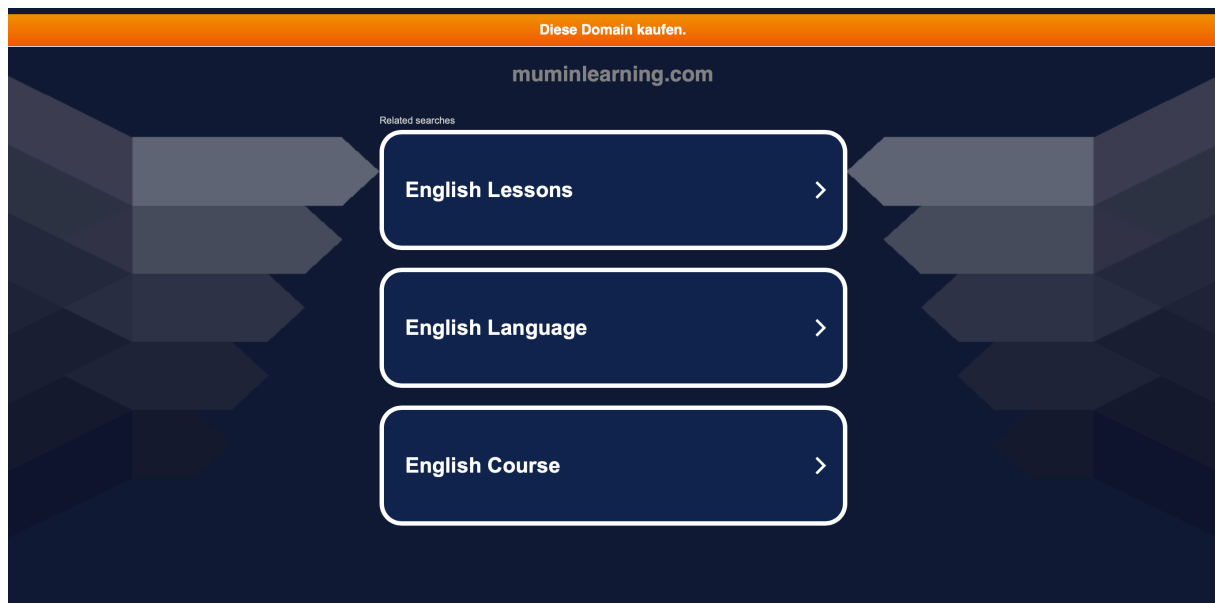 Diese Domain kaufen.
muminlearning.com
Related searches
English Lessons
English Language
English Course